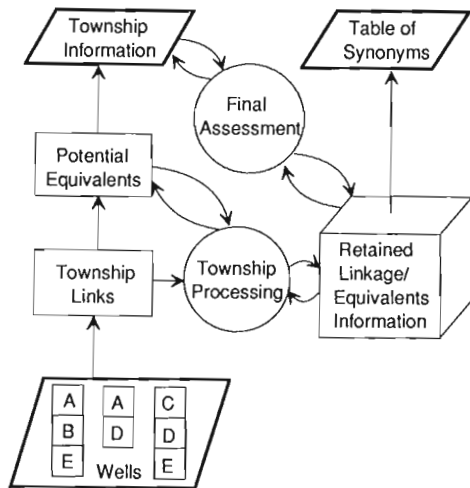 Township
Information
Table of
Synonyms
Final
Assessment
Potential
Equivalents
Township
Links
Township
Processing
Retained
Linkage/
Equivalents
Information
A A C
B D D
E E
Wells